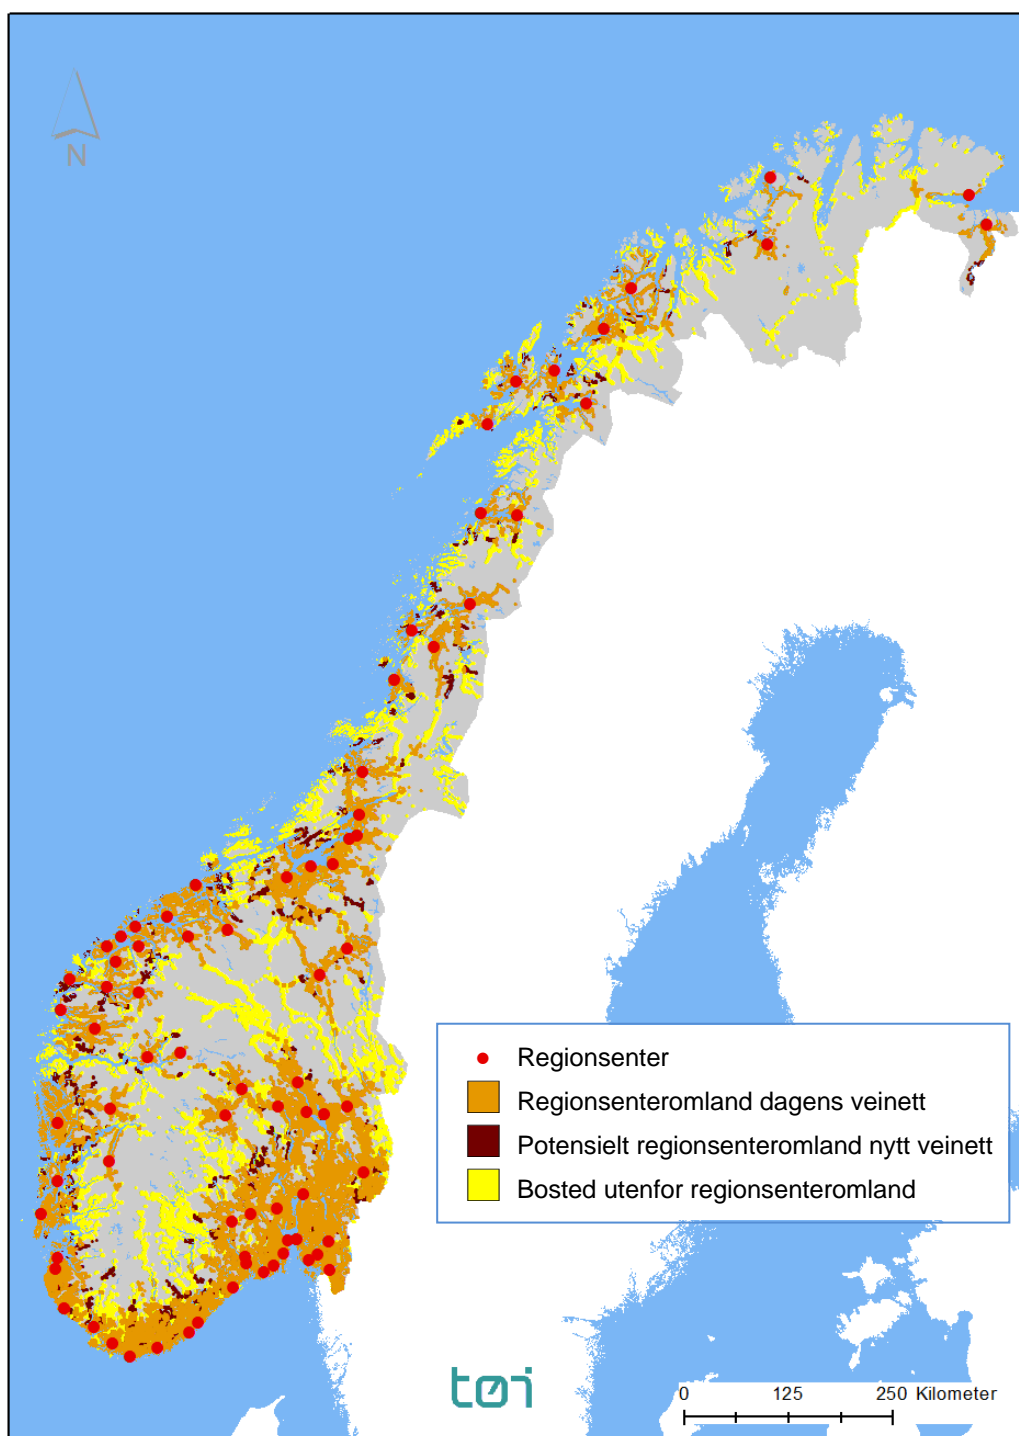 N
Regionsenter
Regionsenteromland dagens veinett
Potensielt regionsenteromland nytt veinett
Bosted utenfor regionsenteromland
tøi
0 125 250 Kilometer